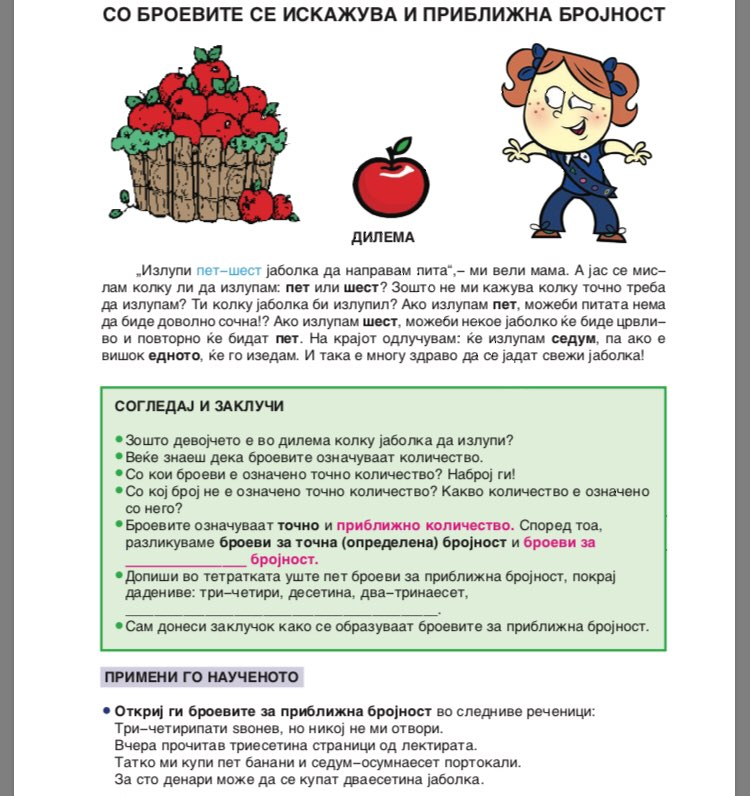 СО БРОЕВИТЕ СЕ ИСКАЖУВА И ПРИБЛИЖНА БРОЈНОСТ
ДИЛЕМА
„Излупи пет–шест јаболка да направам пита“,– ми вели мама. А јас се мис–
лам колку ли да излупам: пет или шест? Зошто не ми кажува колку точно треба
да излупам? Ти колку јаболка би излупил? Ако излупам пет, можеби питата нема
да биде доволно сочна!? Ако излупам шест, можеби некое јаболко ќе биде црвли–
во и повторно ќе бидат пет. На крајот одлучувам: ќе излупам седум, па ако е
вишок едното, ќе го изедам. И така е многу здраво да се јадат свежи јаболка!
СОГЛЕДАЈ И ЗАКЛУЧИ
• Зошто девојчето е во дилема колку јаболка да излупи?
• Веќе знаеш дека броевите означуваат количество.
• Со кои броеви е означено точно количество? Наброј ги!
• Со кој број не е означено точно количество? Какво количество е означено
со него?
• Броевите означуваат точно и приближно количество. Според тоа,
разликуваме броеви за точна (определена) бројност и броеви за
_______________ бројност.
• Допиши во тетратката уште пет броеви за приближна бројност, покрај
дадениве: три–четири, десетина, два–тринаесет,
_______________________________________.
• Сам донеси заклучок како се образуваат броевите за приближна бројност.
ПРИМЕНИ ГО НАУЧЕНОТО
• Откриј ги броевите за приближна бројност во следниве реченици:
Три–четирипати ѕвонев, но никој не ми отвори.
Вчера прочитав триесетина страници од лектирата.
Татко ми купи пет банани и седум–осумнаесет портокали.
За сто денари може да се купат дваесетина јаболка.